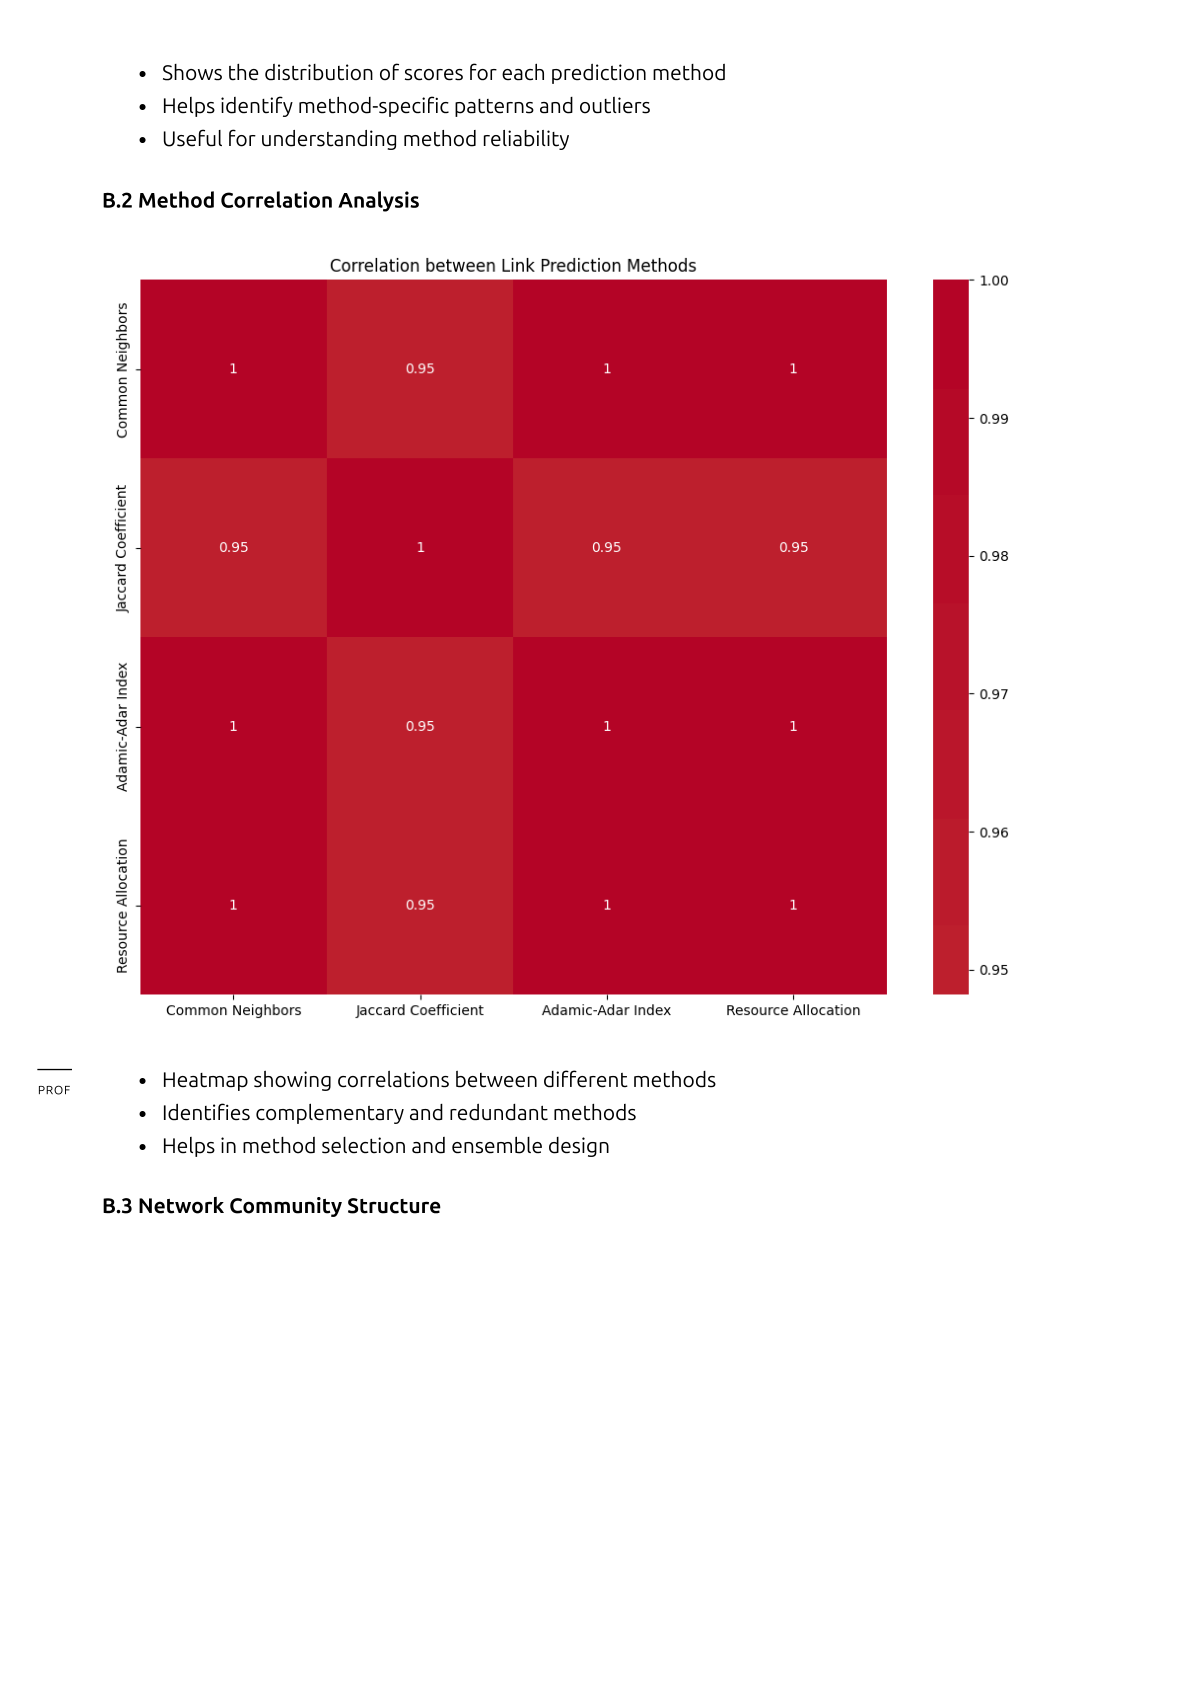 • Shows the distribution of scores for each prediction method
• Helps identify method-specific patterns and outliers
• Useful for understanding method reliability
B.2 Method Correlation Analysis
Correlation between Link Prediction Methods
Common Neighbors
1 0.95 1 1
Jaccard Coefficient
0.95 1 0.95 0.95
Adamic-Adar Index
1 0.95 1 1
Resource Allocation
1 0.95 1 1
Common Neighbors Jaccard Coefficient Adamic-Adar Index Resource Allocation
1.00
0.99
0.98
0.97
0.96
0.95
PROF
• Heatmap showing correlations between different methods
• Identifies complementary and redundant methods
• Helps in method selection and ensemble design
B.3 Network Community Structure